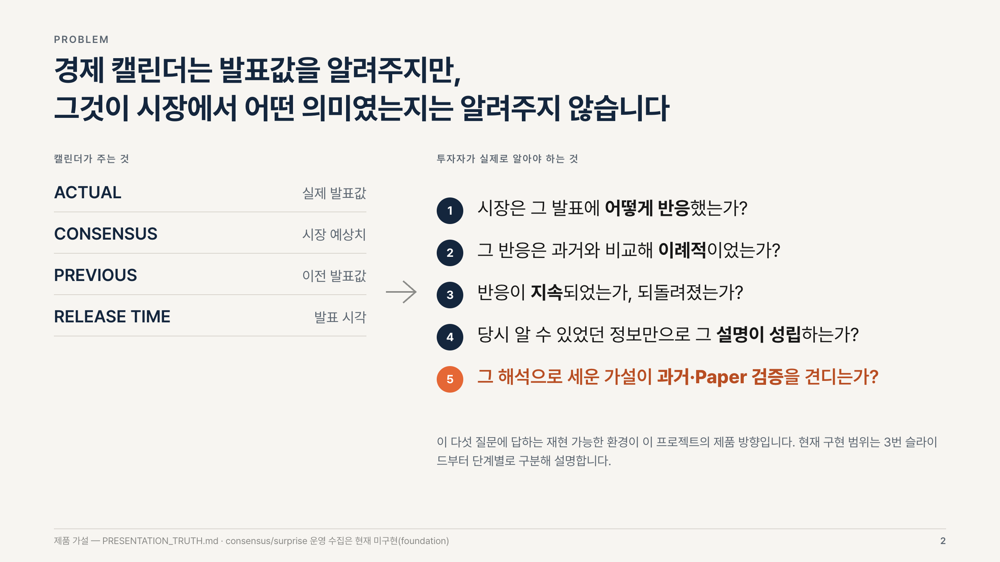 PROBLEM
경제 캘린더는 발표값을 알려주지만,
그것이 시장에서 어떤 의미였는지는 알려주지 않습니다
캘린더가 주는 것
ACTUAL 실제 발표값
CONSENSUS 시장 예상치
PREVIOUS 이전 발표값
RELEASE TIME 발표 시각
투자자가 실제로 알아야 하는 것
1 시장은 그 발표에 어떻게 반응했는가?
2 그 반응은 과거와 비교해 이례적이었는가?
3 반응이 지속되었는가, 되돌려졌는가?
4 당시 알 수 있었던 정보만으로 그 설명이 성립하는가?
5 그 해석으로 세운 가설이 과거·Paper 검증을 견디는가?
이 다섯 질문에 답하는 재현 가능한 환경이 이 프로젝트의 제품 방향입니다. 현재 구현 범위는 3번 슬라이
드부터 단계별로 구분해 설명합니다.
제품 가설 — PRESENTATION_TRUTH.md · consensus/surprise 운영 수집은 현재 미구현(foundation)
2